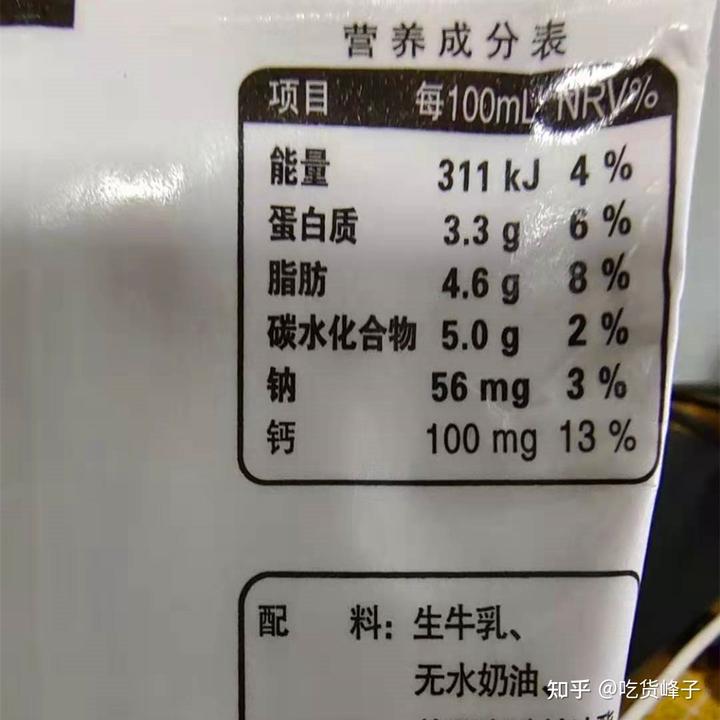 营养成分表
项目 每100mL NRV%
能量 311 kJ 4 %
蛋白质 3.3 g 6 %
脂肪 4.6 g 8 %
碳水化合物 5.0 g 2 %
钠 56 mg 3 %
钙 100 mg 13 %
配 料: 生牛乳、
无水奶油、
知乎 @吃货峰子